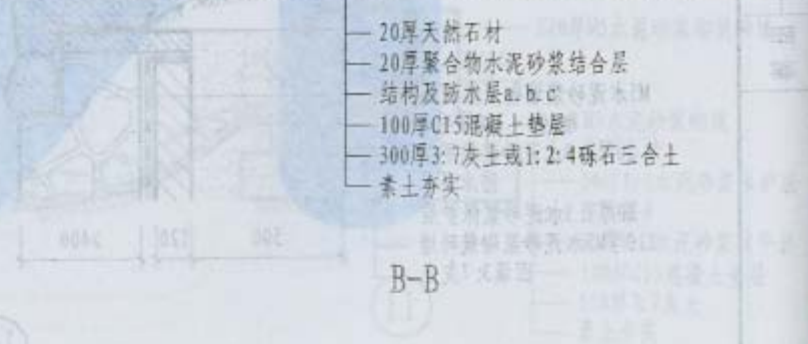 20厚天然石材
20厚聚合物水泥砂浆结合层
结构及防水层a.b.c
100厚C15混凝土垫层
300厚3:7灰土或1:2:4砾石三合土
素土夯实
B-B